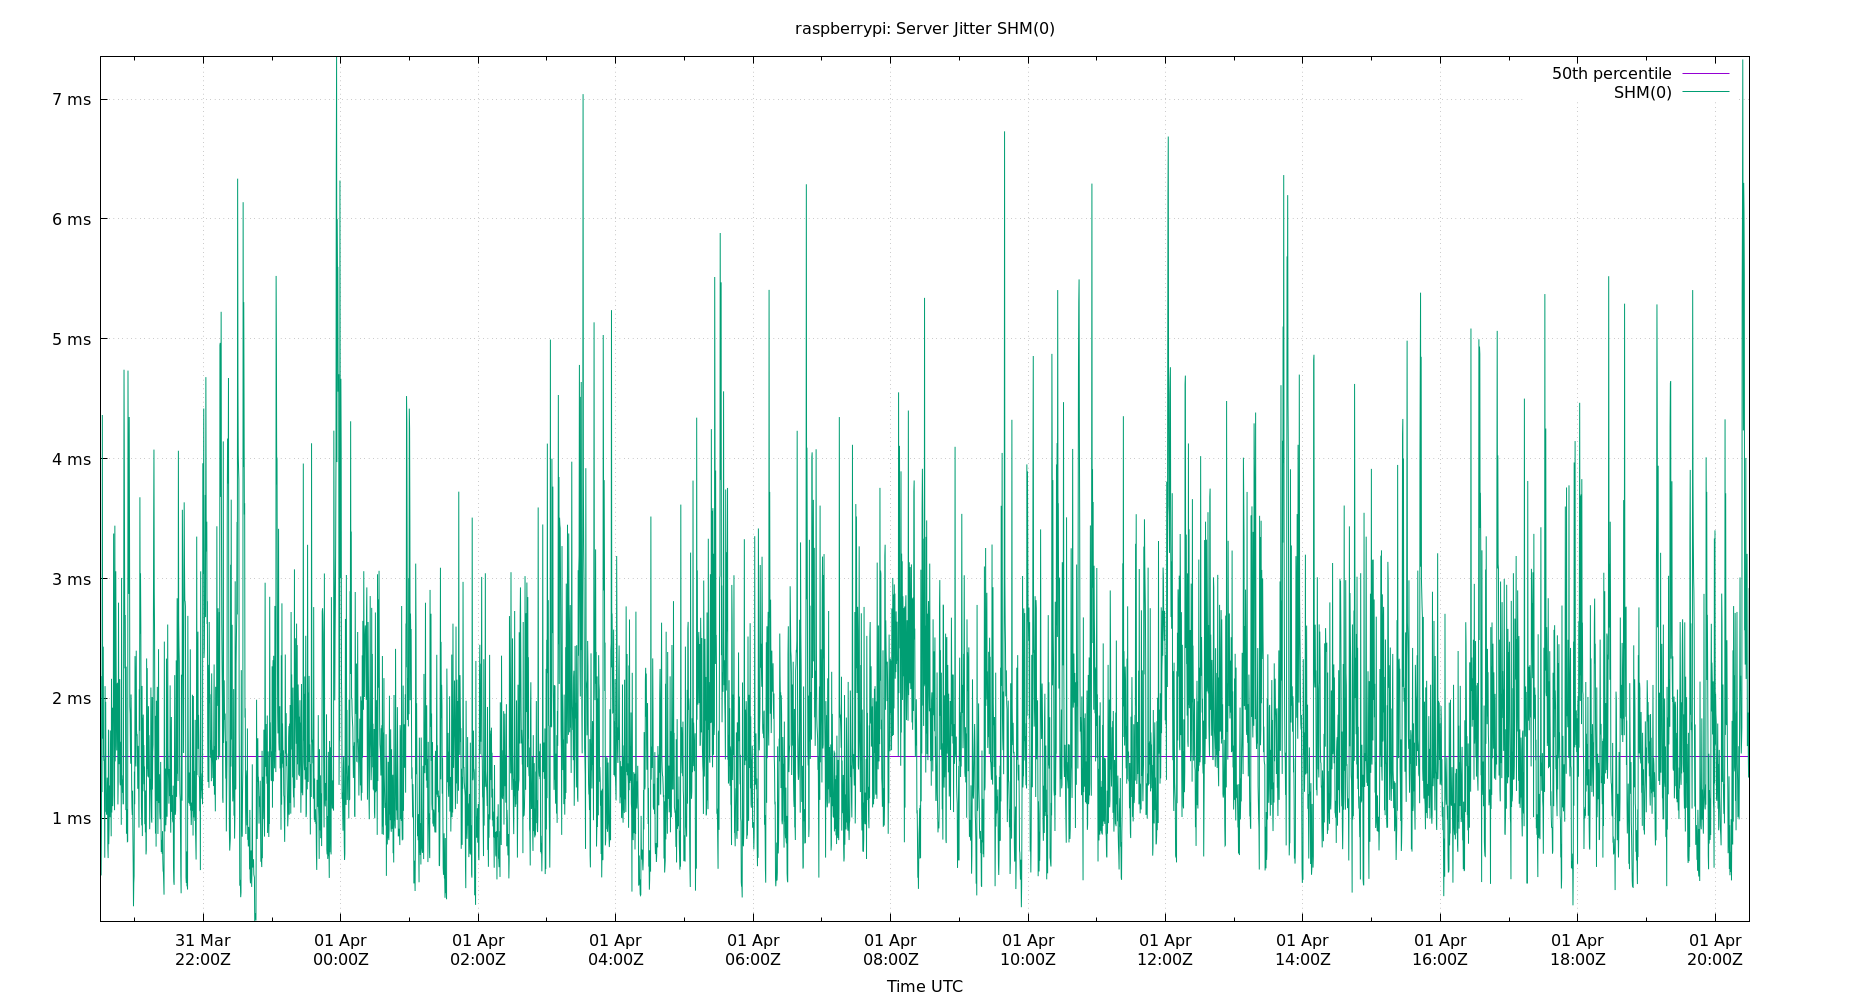 raspberrypi: Server Jitter SHM(0)
50th percentile
SHM(0)
7 ms
6 ms
5 ms
4 ms
3 ms
2 ms
1 ms
31 Mar 01 Apr 01 Apr 01 Apr 01 Apr 01 Apr 01 Apr 01 Apr 01 Apr 01 Apr 01 Apr 01 Apr
22:00Z 00:00Z 02:00Z 04:00Z 06:00Z 08:00Z 10:00Z 12:00Z 14:00Z 16:00Z 18:00Z 20:00Z
Time UTC